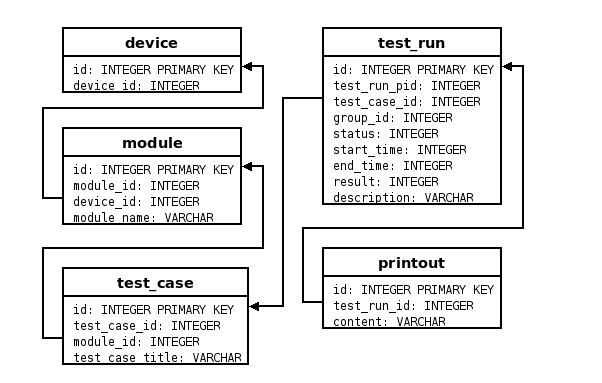 device
id: INTEGER PRIMARY KEY
device_id: INTEGER
module
id: INTEGER PRIMARY KEY
module_id: INTEGER
device_id: INTEGER
module_name: VARCHAR
test_case
id: INTEGER PRIMARY KEY
test_case_id: INTEGER
module_id: INTEGER
test_case_title: VARCHAR
test_run
id: INTEGER PRIMARY KEY
test_run_pid: INTEGER
test_case_id: INTEGER
group_id: INTEGER
status: INTEGER
start_time: INTEGER
end_time: INTEGER
result: INTEGER
description: VARCHAR
printout
id: INTEGER PRIMARY KEY
test_run_id: INTEGER
content: VARCHAR